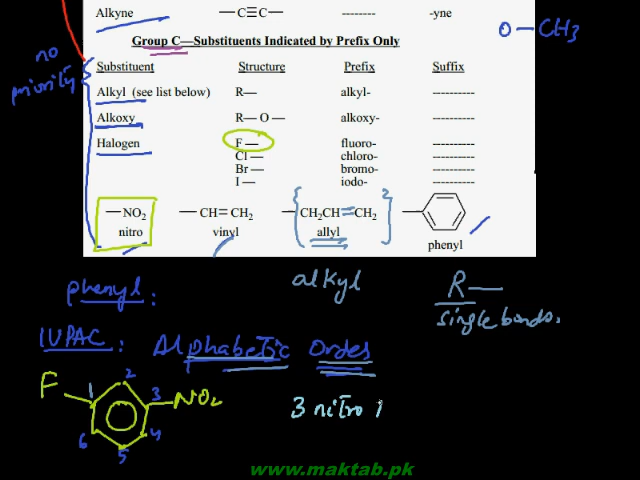 Alkyne —C≡C— -------- -yne
O—CH3
Group C—Substituents Indicated by Prefix Only
no priority
Substituent Structure Prefix Suffix
Alkyl (see list below) R— alkyl- ----------
Alkoxy R—O— alkoxy- ----------
Halogen F— fluoro- ----------
Cl— chloro- ----------
Br— bromo- ----------
I— iodo- ----------
—NO2 —CH=CH2 —CH2CH=CH2 2
nitro vinyl allyl phenyl
phenyl: alkyl R—
single bonds.
IUPAC: Alphabetic Order
F 1 2 3 —NO2 3 nitro 1
6 5 4
www.maktab.pk